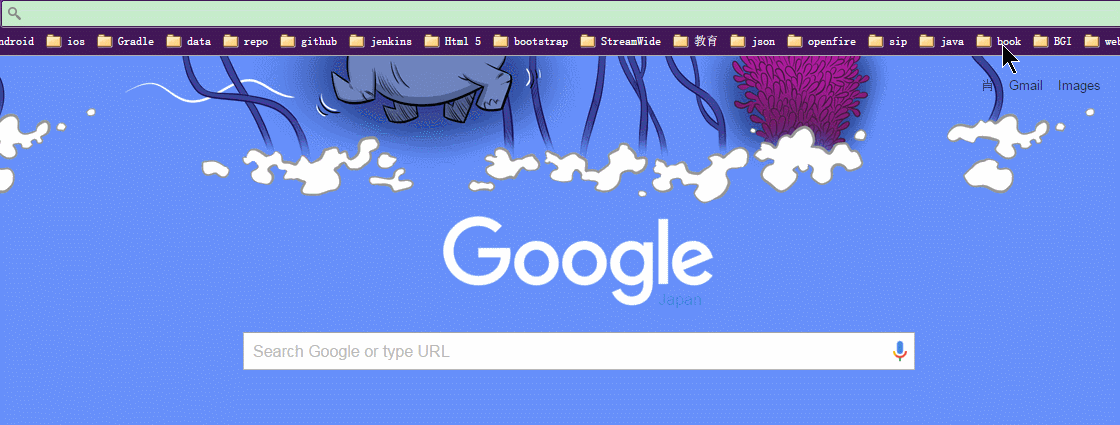 ndroid ios Gradle data repo github jenkins Html 5 bootstrap StreamWide 教育 json openfire sip java book BGI web
肖 Gmail Images
Google
Japan
Search Google or type URL